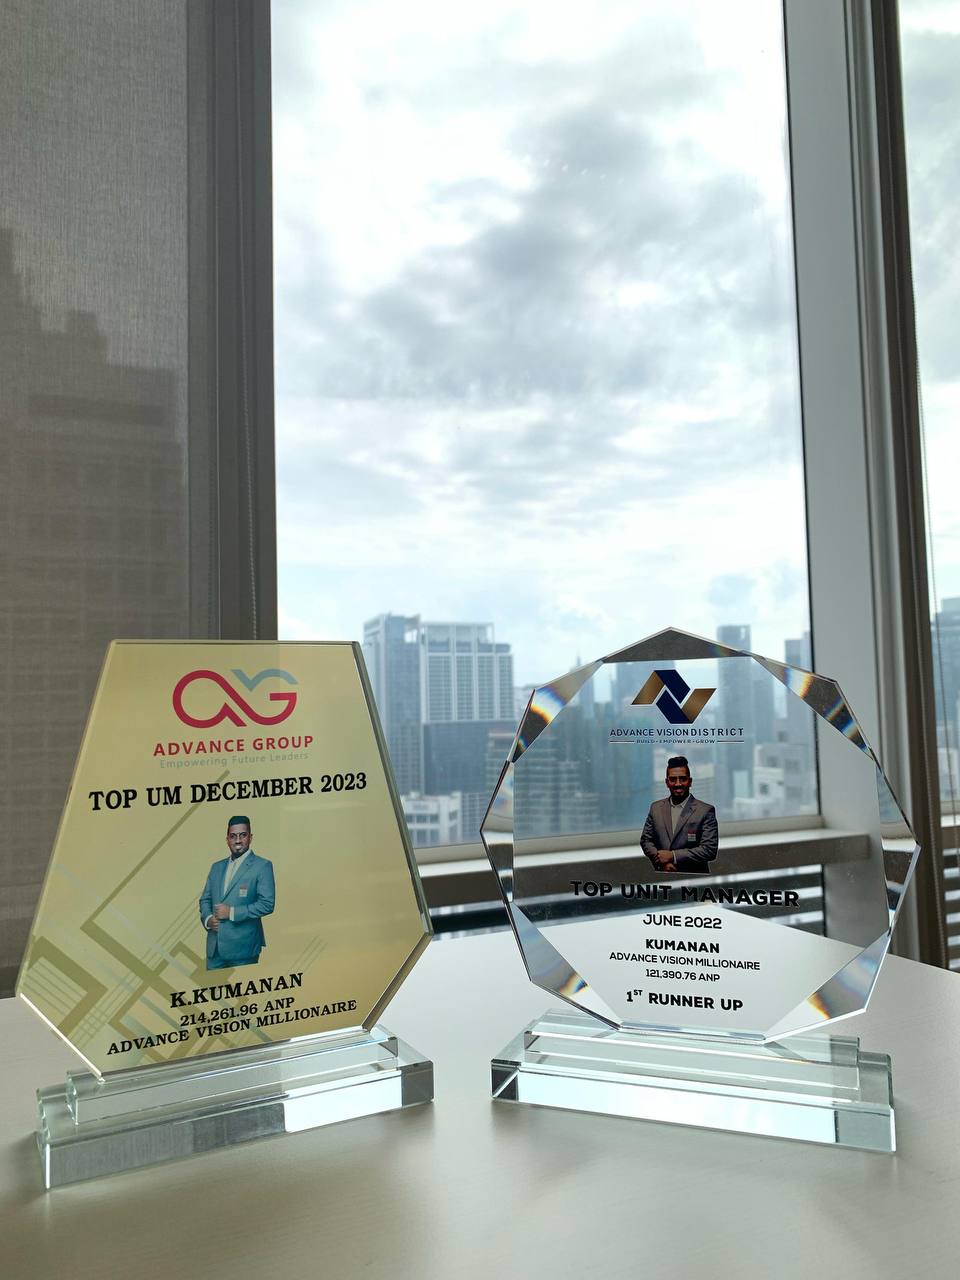 ADVANCE GROUP
Empowering Future Leaders
TOP UM DECEMBER 2023
K.KUMANAN
214,261.96 ANP
ADVANCE VISION MILLIONAIRE
ADVANCE VISION DISTRICT
BUILD • EMPOWER • GROW
TOP UNIT MANAGER
JUNE 2022
KUMANAN
ADVANCE VISION MILLIONAIRE
121,390.76 ANP
1ST RUNNER UP